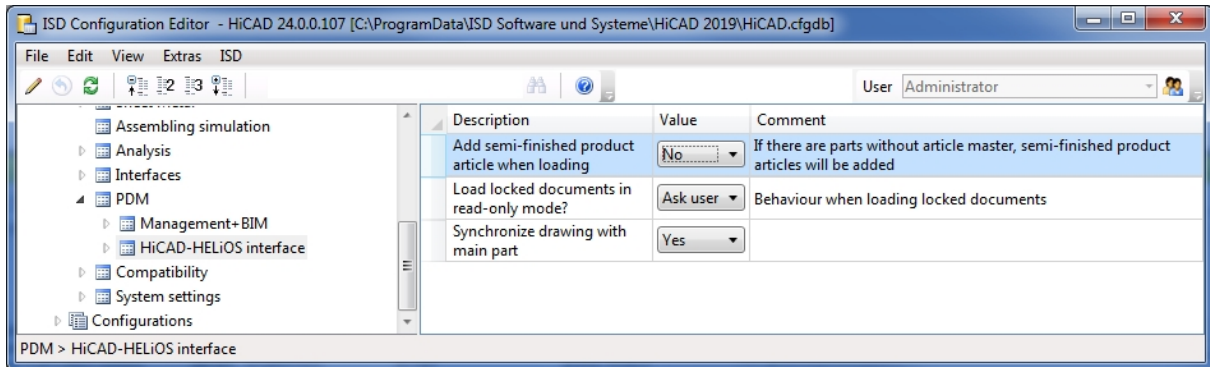 ISD Configuration Editor - HiCAD 24.0.0.107 [C:\ProgramData\ISD Software und Systeme\HiCAD 2019\HiCAD.cfgdb]
File Edit View Extras ISD
User Administrator
Assembling simulation
Analysis
Interfaces
PDM
Management+BIM
HiCAD-HELiOS interface
Compatibility
System settings
Configurations
Description Value Comment
Add semi-finished product
article when loading
No
If there are parts without article master, semi-finished product
articles will be added
Load locked documents in
read-only mode?
Ask user
Behaviour when loading locked documents
Synchronize drawing with
main part
Yes
PDM > HiCAD-HELiOS interface